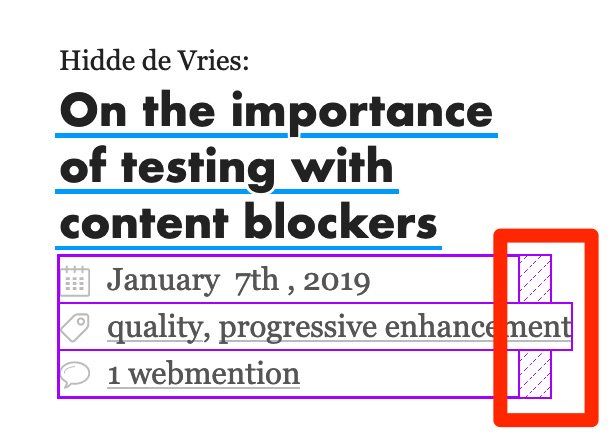 Hidde de Vries:
On the importance
of testing with
content blockers
January 7th , 2019
quality, progressive enhancement
1 webmention